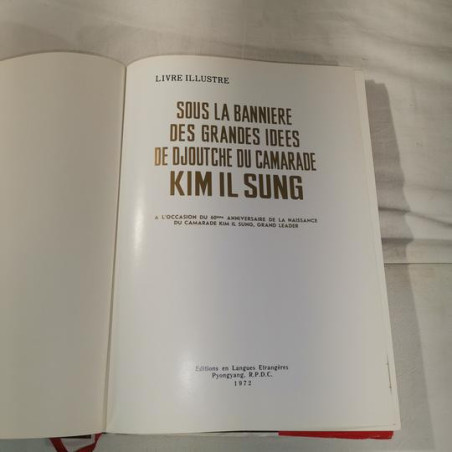 LIVRE ILLUSTRE
SOUS LA BANNIERE
DES GRANDES IDEES
DE DJOUTCHE DU CAMARADE
KIM IL SUNG
A L'OCCASION DU 60ème ANNIVERSAIRE DE LA NAISSANCE
DU CAMARADE KIM IL SUNG, GRAND LEADER
Editions en Langues Etrangères
Pyongyang, R.P.D.C.
1972